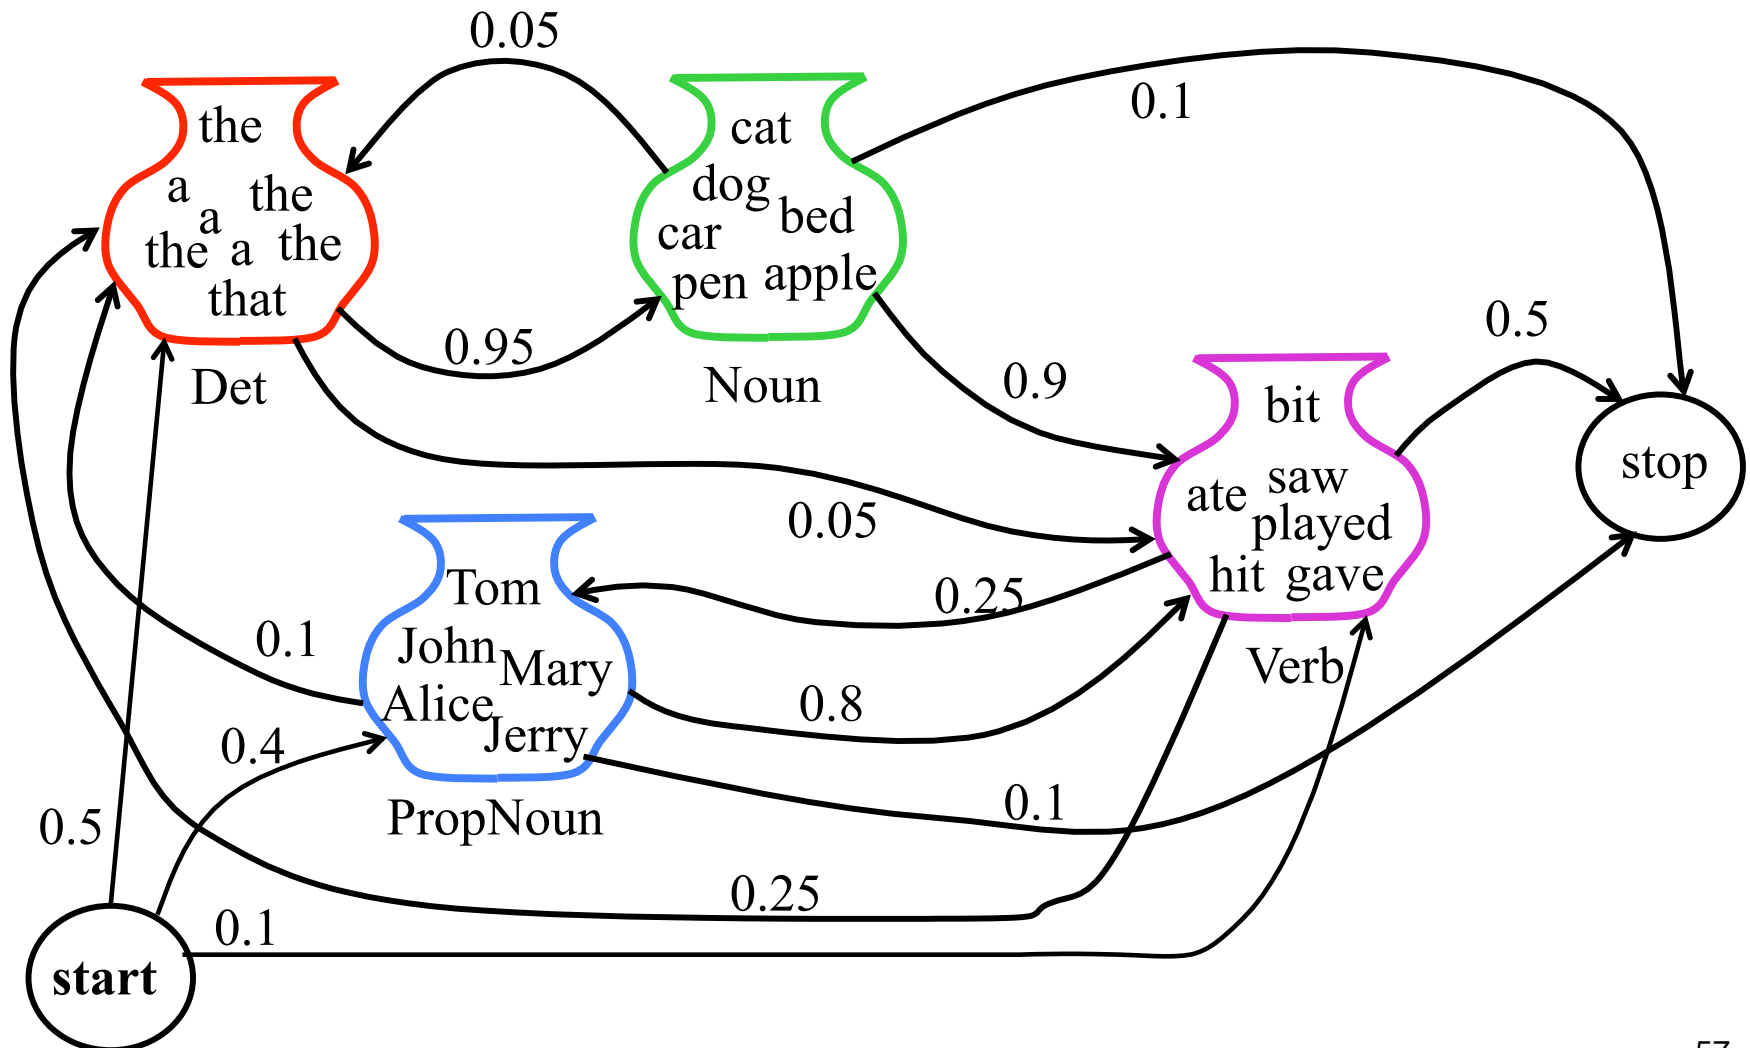 0.05
0.1
the
a
the
a
the
a
the
that
Det
cat
dog
bed
car
pen
apple
Noun
0.95
0.9
0.5
bit
saw
ate
played
hit
gave
Verb
stop
0.05
0.25
Tom
John
Mary
Alice
Jerry
PropNoun
0.1
0.8
0.4
0.1
0.5
0.25
0.1
start
57